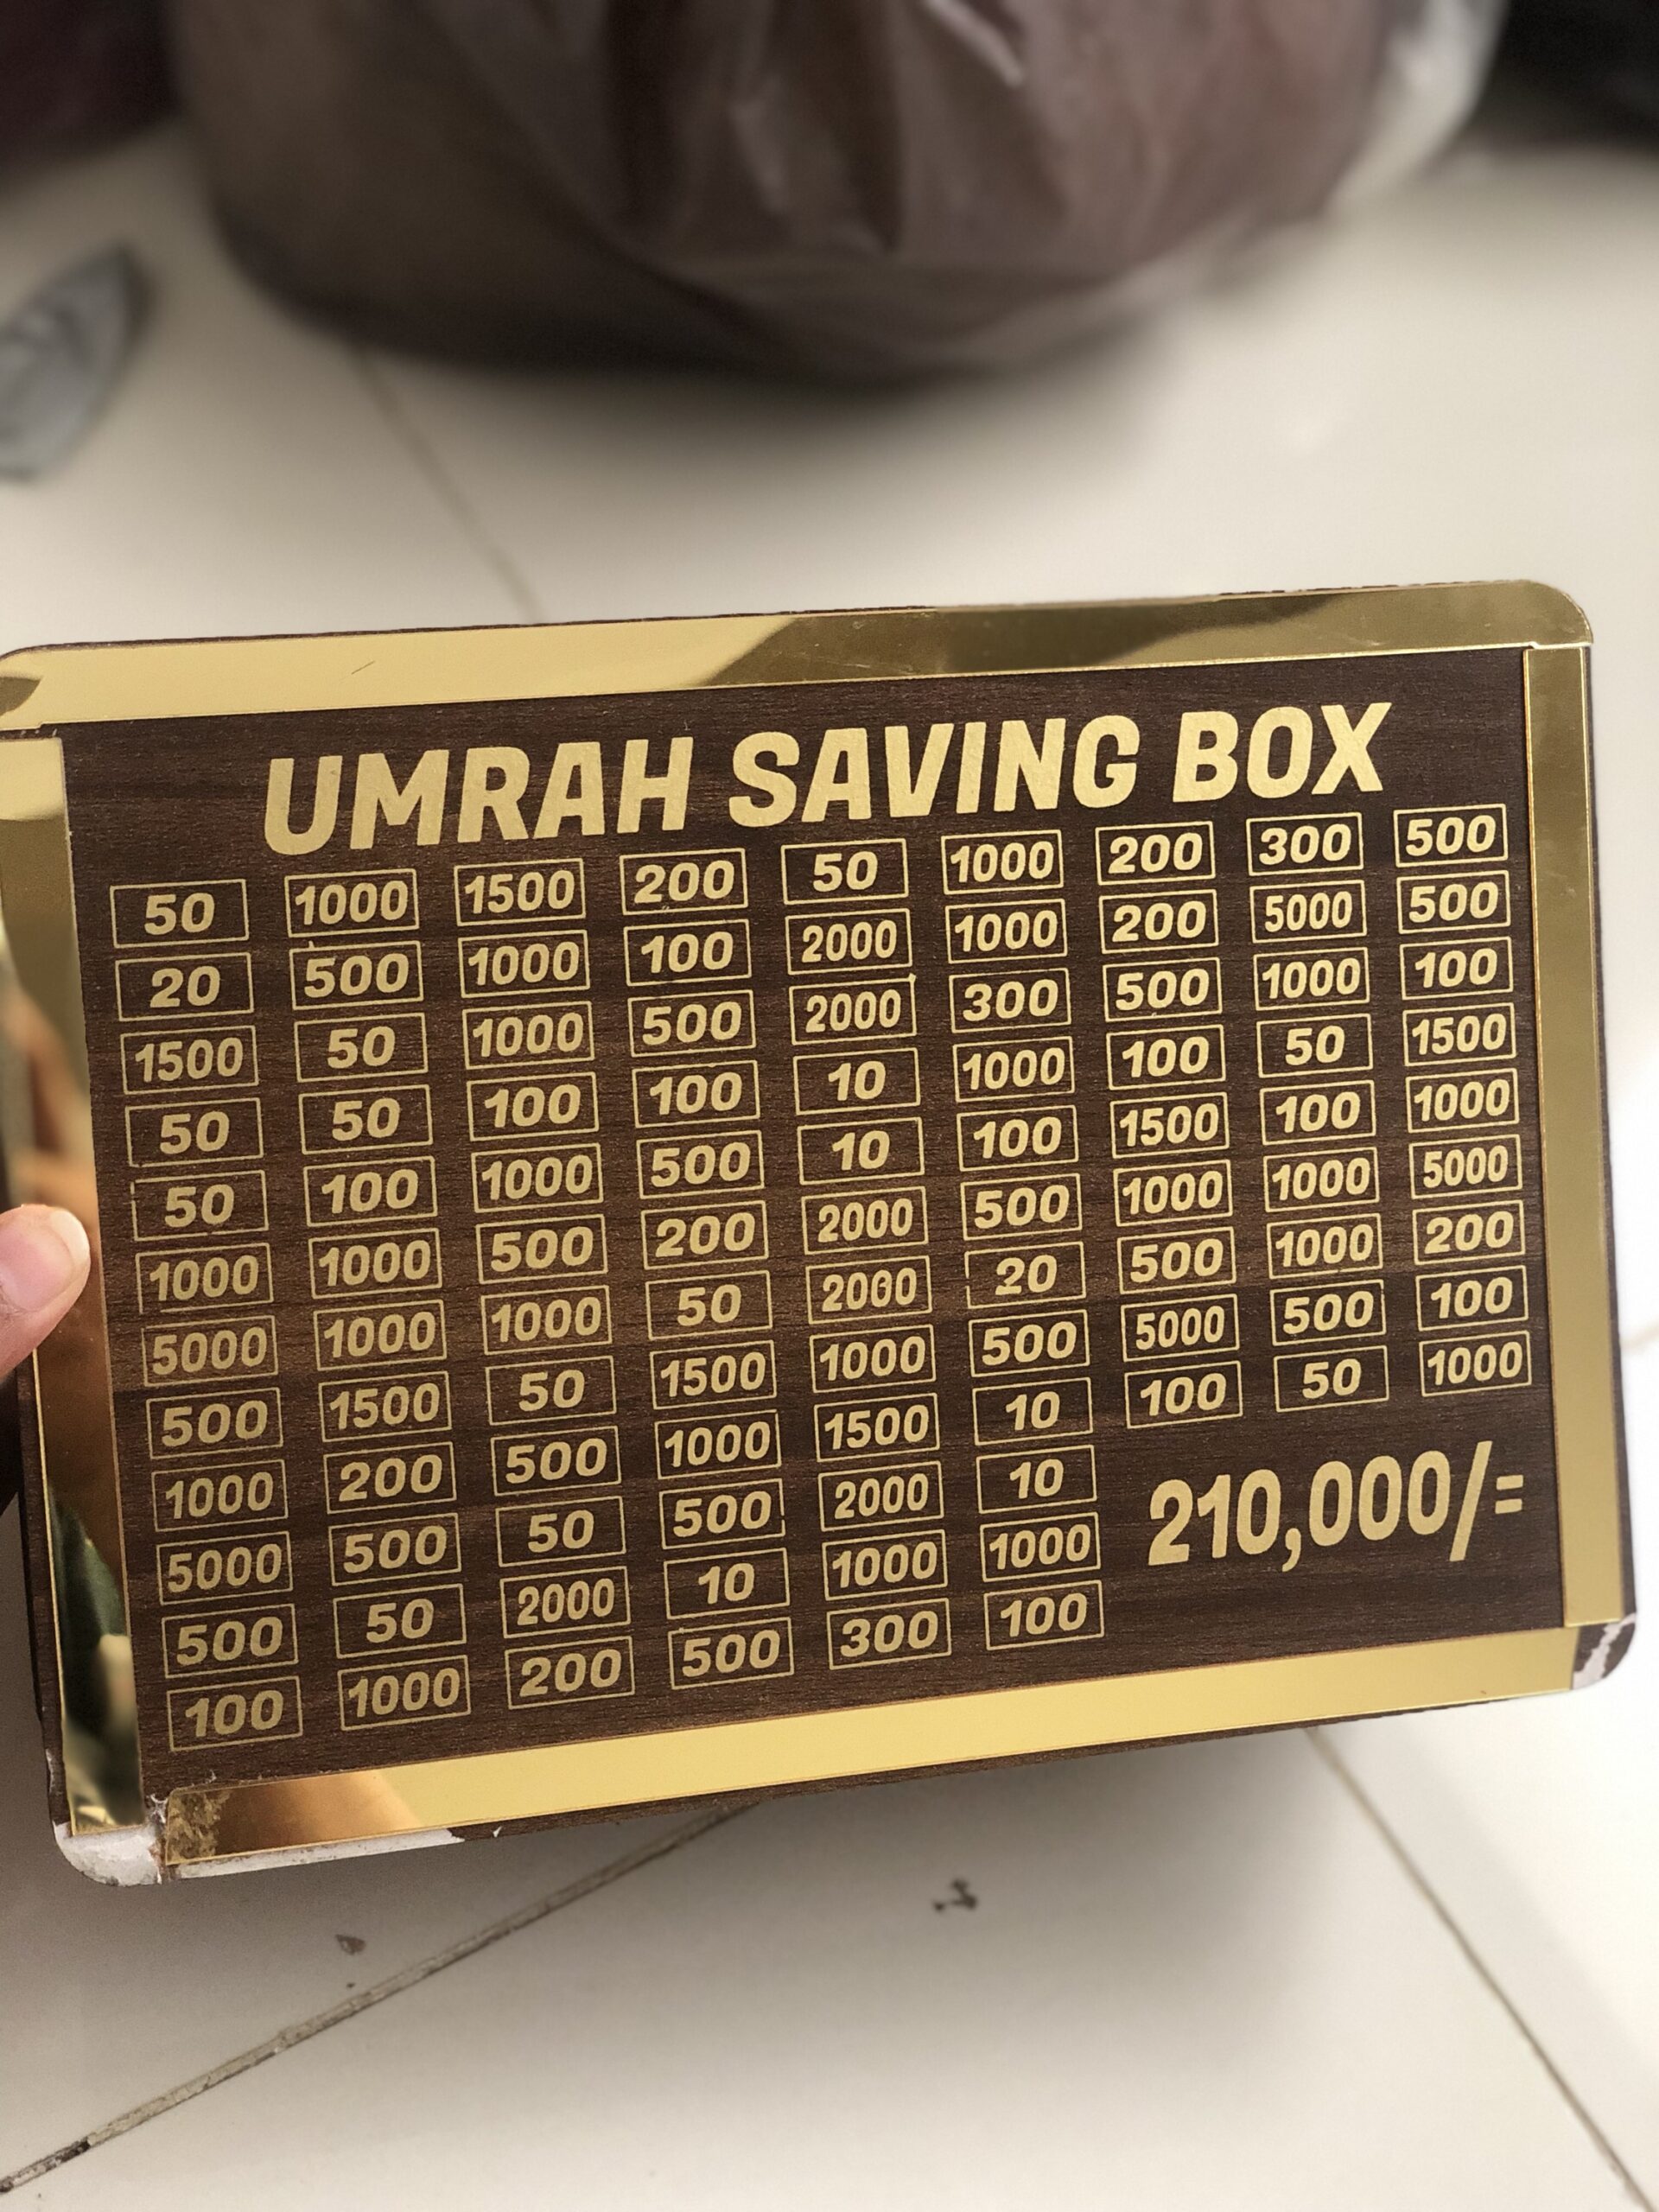 UMRAH SAVING BOX
50 1000 1500 200 50 1000 200 300 500
20 500 1000 100 2000 1000 200 5000 500
1500 50 1000 500 2000 300 500 1000 100
50 50 100 100 10 1000 100 50 1500
50 100 1000 500 10 100 1500 100 1000
1000 1000 500 200 2000 500 1000 1000 5000
5000 1000 1000 50 2000 20 500 1000 200
500 1500 50 1500 1000 500 5000 500 100
1000 200 500 1000 1500 10 100 50 1000
5000 500 50 500 2000 10
500 50 2000 10 1000 1000
100 1000 200 500 300 100
210,000/=